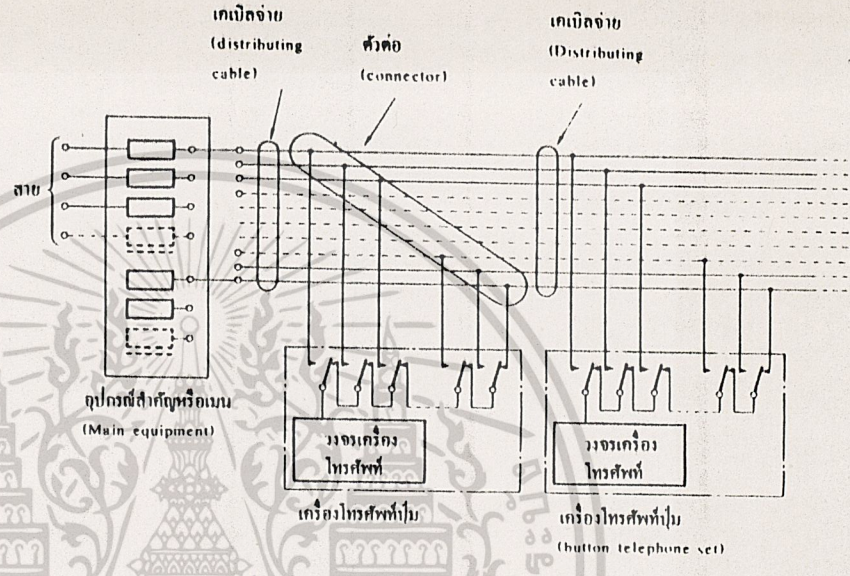 เคเบิลจ่าย
(distributing
cable)
ตัวต่อ
(connector)
เคเบิลจ่าย
(Distributing
cable)
สาย
อุปกรณ์สำคัญหรือเมน
(Main equipment)
วงจรเครื่อง
โทรศัพท์
วงจรเครื่อง
โทรศัพท์
เครื่องโทรศัพท์ปุ่ม
เครื่องโทรศัพท์ปุ่ม
(button telephone set)